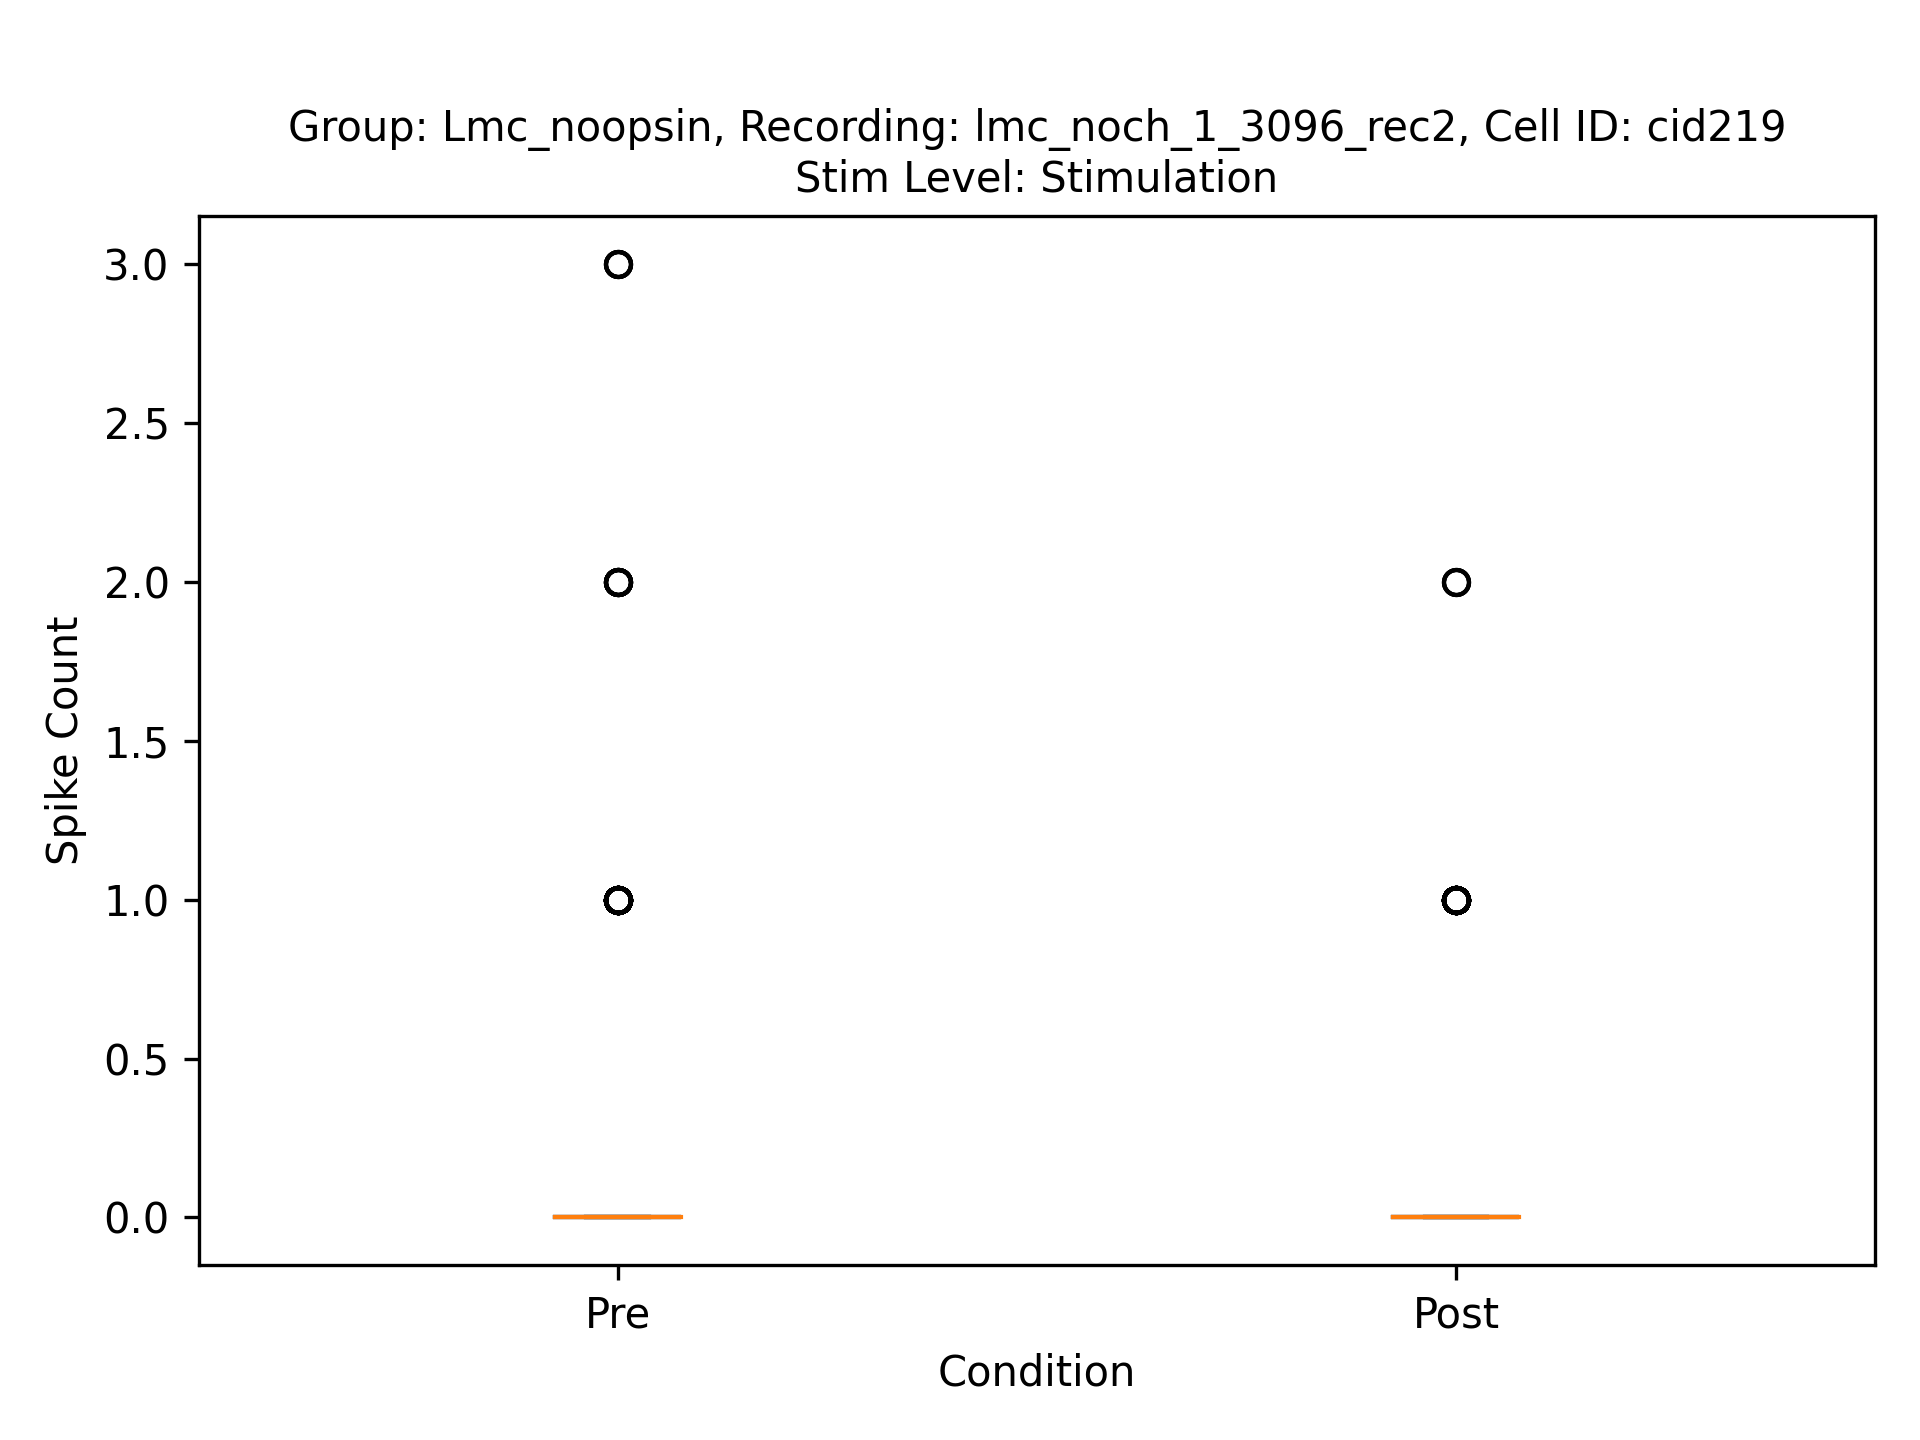 Group: Lmc_noopsin, Recording: lmc_noch_1_3096_rec2, Cell ID: cid219
Stim Level: Stimulation
3.0
2.5
2.0
1.5
1.0
0.5
0.0
Spike Count
Pre
Post
Condition